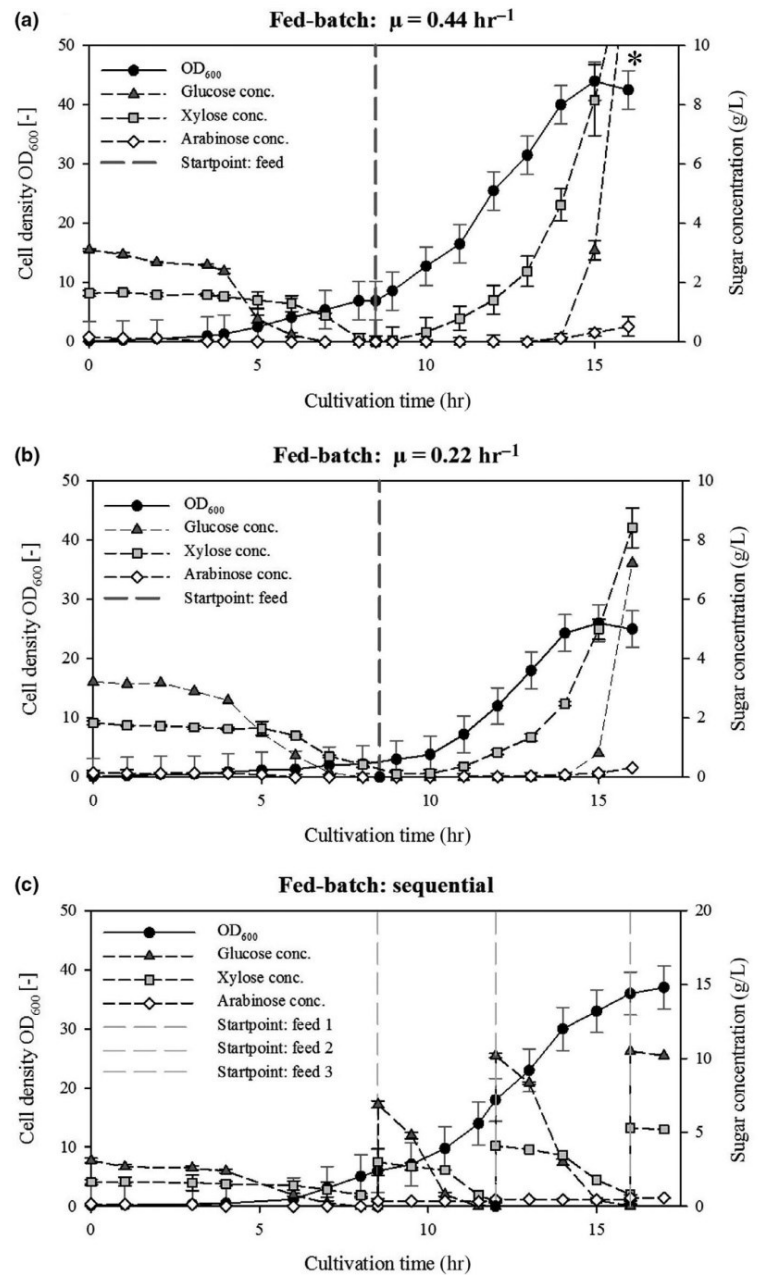 (a) Fed-batch: μ = 0.44 hr⁻¹
50 10
OD₆₀₀
Glucose conc.
Xylose conc.
Arabinose conc.
Startpoint: feed
*
40 8
30 6
20 4
10 2
0 0
Cell density OD₆₀₀ [-]
Sugar concentration (g/L)
0 5 10 15
Cultivation time (hr)
(b) Fed-batch: μ = 0.22 hr⁻¹
50 10
OD₆₀₀
Glucose conc.
Xylose conc.
Arabinose conc.
Startpoint: feed
40 8
30 6
20 4
10 2
0 0
Cell density OD₆₀₀ [-]
Sugar concentration (g/L)
0 5 10 15
Cultivation time (hr)
(c) Fed-batch: sequential
50 20
OD₆₀₀
Glucose conc.
Xylose conc.
Arabinose conc.
Startpoint: feed 1
Startpoint: feed 2
Startpoint: feed 3
40 15
30
20 10
10 5
0 0
Cell density OD₆₀₀ [-]
Sugar concentration (g/L)
0 5 10 15
Cultivation time (hr)